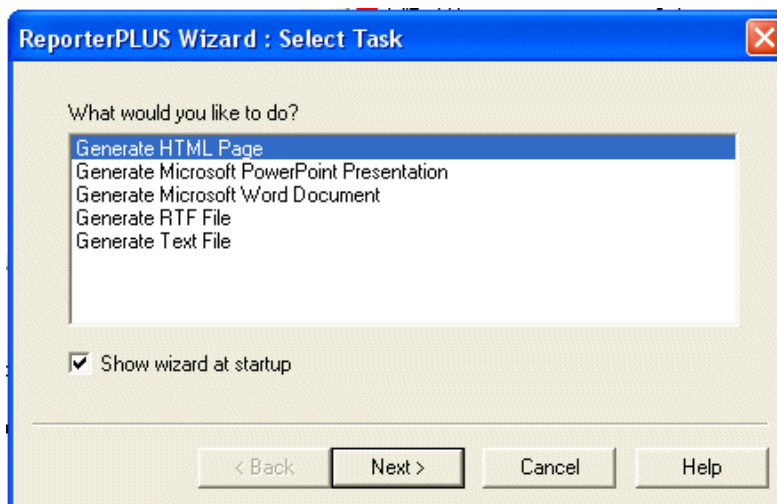 ReporterPLUS Wizard : Select Task
What would you like to do?
Generate HTML Page
Generate Microsoft PowerPoint Presentation
Generate Microsoft Word Document
Generate RTF File
Generate Text File
Show wizard at startup
< Back Next > Cancel Help